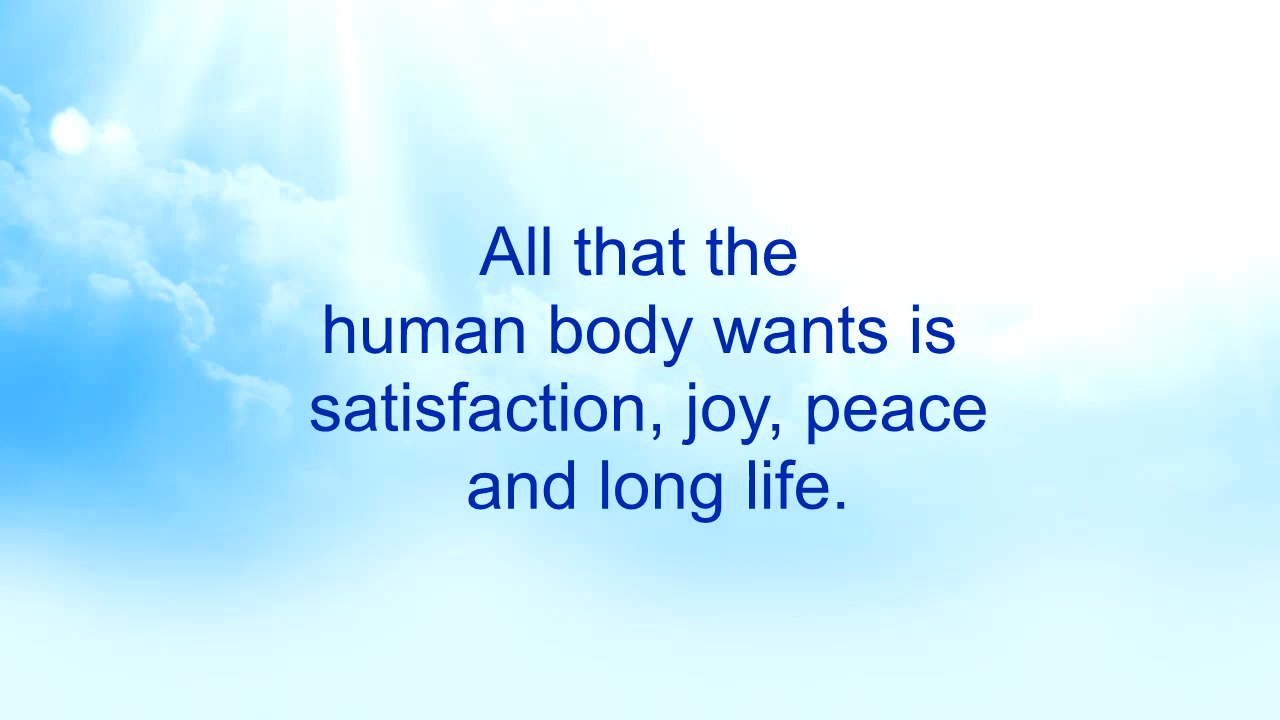 All that the
human body wants is
satisfaction, joy, peace
and long life.